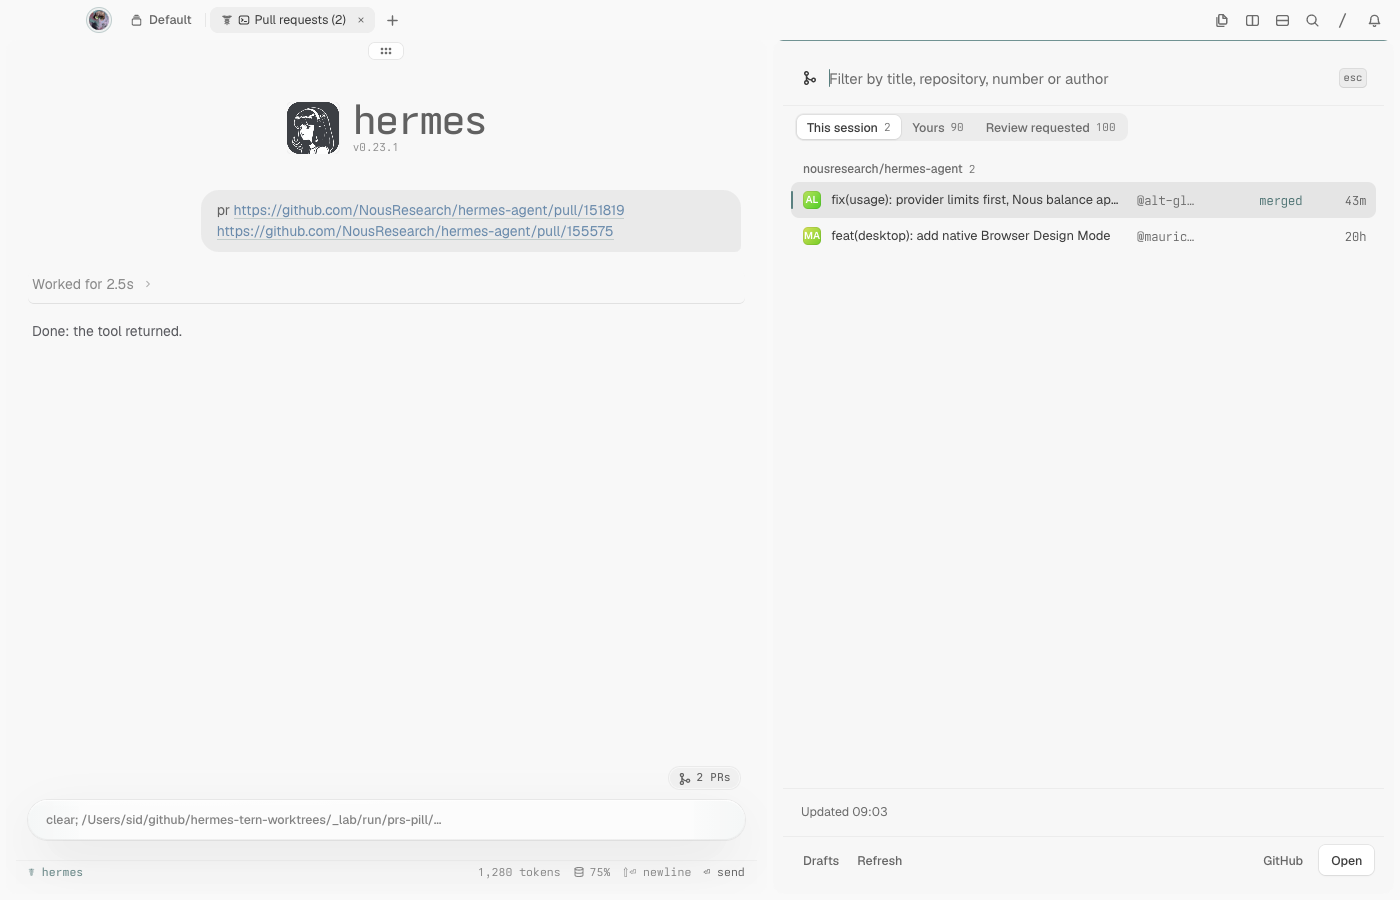 Default
Pull requests (2)
hermes
v0.23.1
pr https://github.com/NousResearch/hermes-agent/pull/151819
https://github.com/NousResearch/hermes-agent/pull/155575
Worked for 2.5s
Done: the tool returned.
2 PRs
clear; /Users/sid/github/hermes-tern-worktrees/_lab/run/prs-pill/…
hermes
1,280 tokens 75% newline send
Filter by title, repository, number or author esc
This session 2 Yours 90 Review requested 100
nousresearch/hermes-agent 2
AL fix(usage): provider limits first, Nous balance ap… @alt-gl… merged 43m
MA feat(desktop): add native Browser Design Mode @mauric… 20h
Updated 09:03
Drafts Refresh GitHub Open